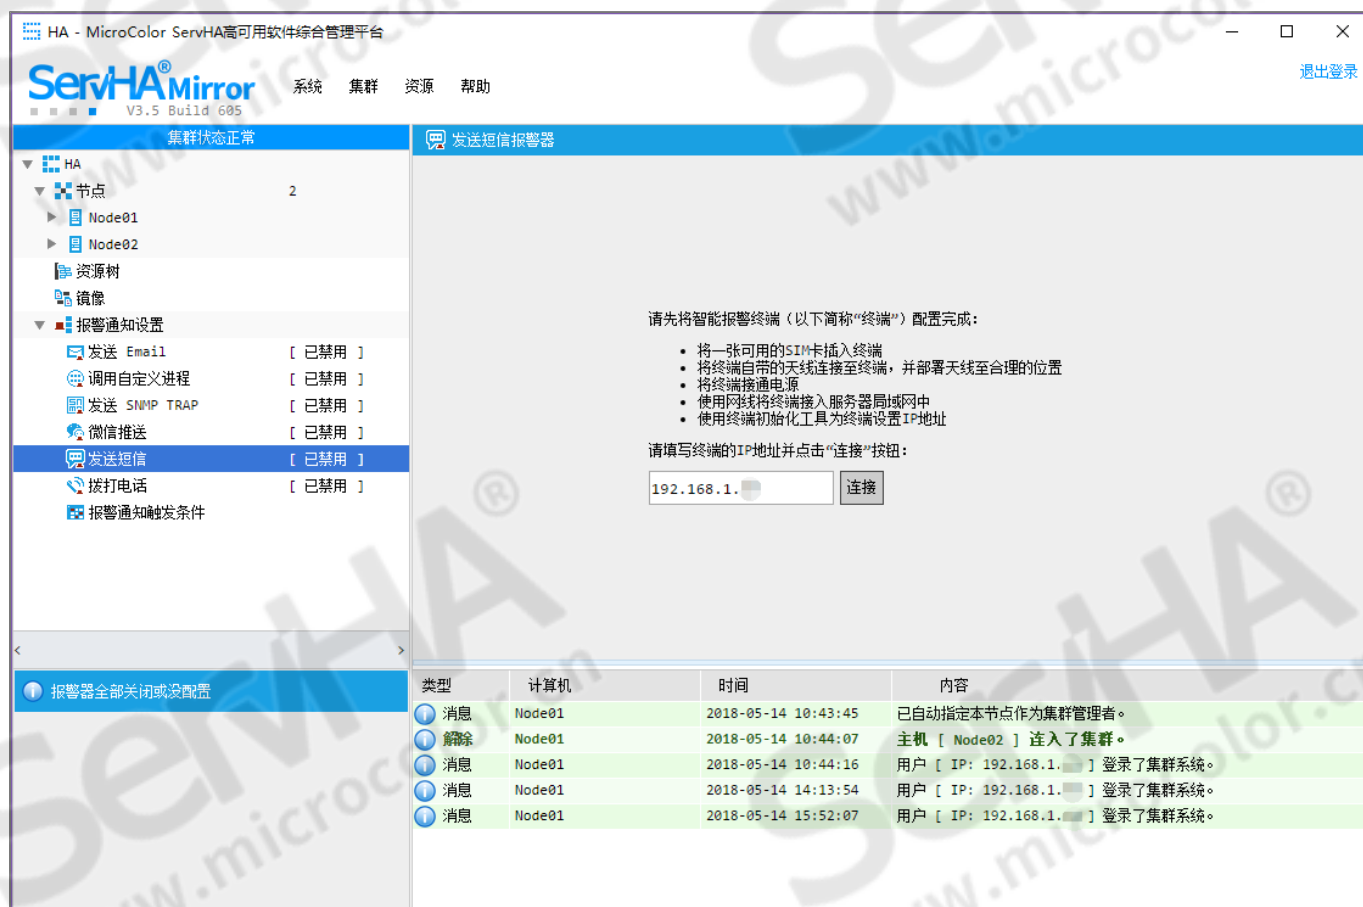 HA - MicroColor ServHA高可用软件综合管理平台
退出登录
ServHA® Mirror
V3.5 Build 605
系统 集群 资源 帮助
集群状态正常
发送短信报警器
HA
节点 2
Node01
Node02
资源树
镜像
报警通知设置
发送 Email [ 已禁用 ]
调用自定义进程 [ 已禁用 ]
发送 SNMP TRAP [ 已禁用 ]
微信推送 [ 已禁用 ]
发送短信 [ 已禁用 ]
拨打电话 [ 已禁用 ]
报警通知触发条件
请先将智能报警终端（以下简称“终端”）配置完成：
• 将一张可用的SIM卡插入终端
• 将终端自带的天线连接至终端，并部署天线至合理的位置
• 将终端接通电源
• 使用网线将终端接入服务器局域网中
• 使用终端初始化工具为终端设置IP地址
请填写终端的IP地址并点击“连接”按钮：
192.168.1. 连接
报警器全部关闭或没配置
类型 计算机 时间 内容
消息 Node01 2018-05-14 10:43:45 已自动指定本节点作为集群管理者。
解除 Node01 2018-05-14 10:44:07 主机 [ Node02 ] 连入了集群。
消息 Node01 2018-05-14 10:44:16 用户 [ IP: 192.168.1. ] 登录了集群系统。
消息 Node01 2018-05-14 14:13:54 用户 [ IP: 192.168.1. ] 登录了集群系统。
消息 Node01 2018-05-14 15:52:07 用户 [ IP: 192.168.1. ] 登录了集群系统。
ServHA®
www.microcolor.cn